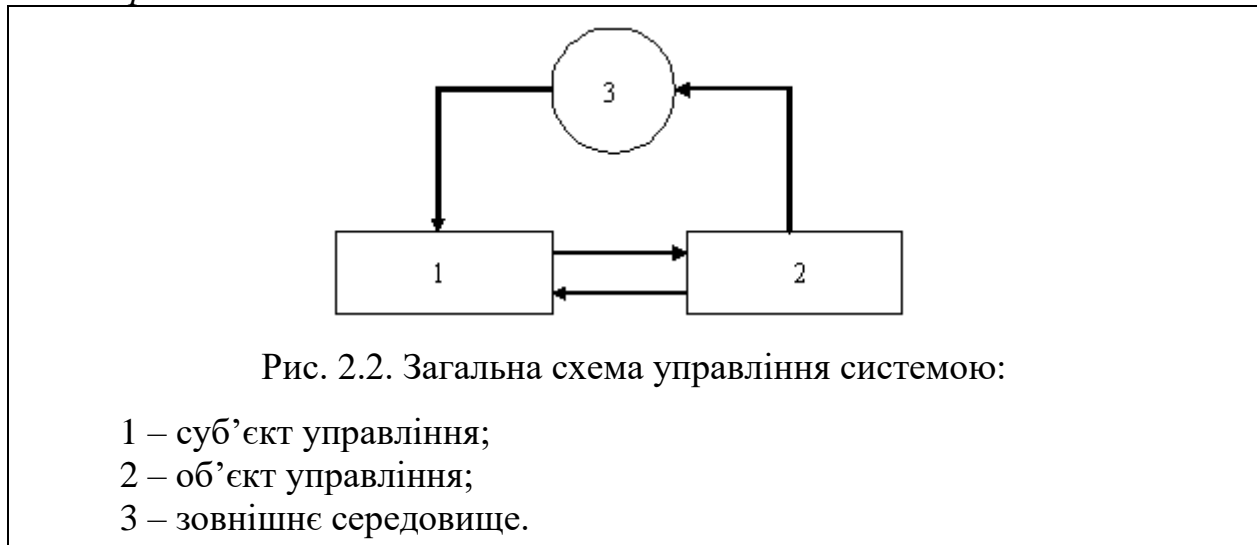 3
1
2
Рис. 2.2. Загальна схема управління системою:
1 – суб’єкт управління;
2 – об’єкт управління;
3 – зовнішнє середовище.